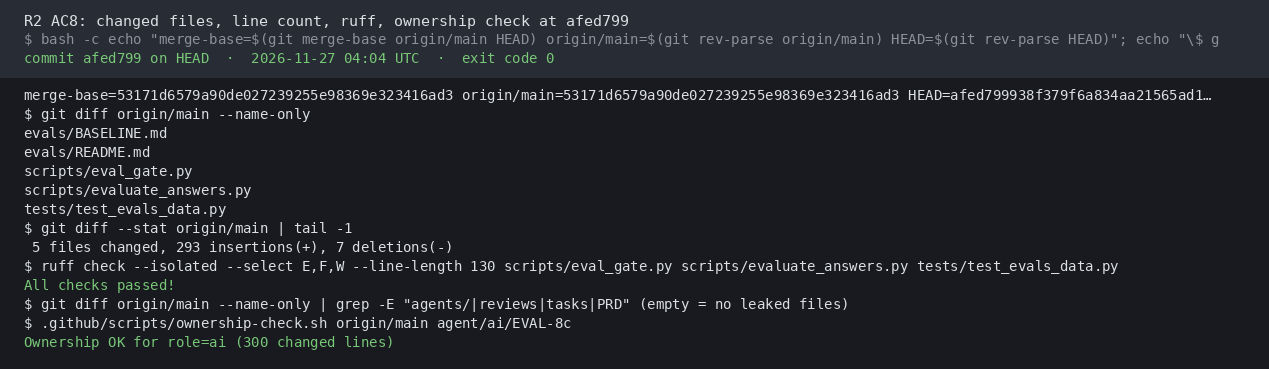 R2 AC8: changed files, line count, ruff, ownership check at afed799
$ bash -c echo "merge-base=$(git merge-base origin/main HEAD) origin/main=$(git rev-parse origin/main) HEAD=$(git rev-parse HEAD)"; echo "\$ g
commit afed799 on HEAD · 2026-11-27 04:04 UTC · exit code 0
merge-base=53171d6579a90de027239255e98369e323416ad3 origin/main=53171d6579a90de027239255e98369e323416ad3 HEAD=afed799938f379f6a834aa21565ad1…
$ git diff origin/main --name-only
evals/BASELINE.md
evals/README.md
scripts/eval_gate.py
scripts/evaluate_answers.py
tests/test_evals_data.py
$ git diff --stat origin/main | tail -1
5 files changed, 293 insertions(+), 7 deletions(-)
$ ruff check --isolated --select E,F,W --line-length 130 scripts/eval_gate.py scripts/evaluate_answers.py tests/test_evals_data.py
All checks passed!
$ git diff origin/main --name-only | grep -E "agents/|reviews|tasks|PRD" (empty = no leaked files)
$ .github/scripts/ownership-check.sh origin/main agent/ai/EVAL-8c
Ownership OK for role=ai (300 changed lines)